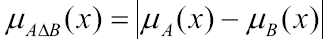 μ_{AΔB}(x) = |μ_A(x) − μ_B(x)|